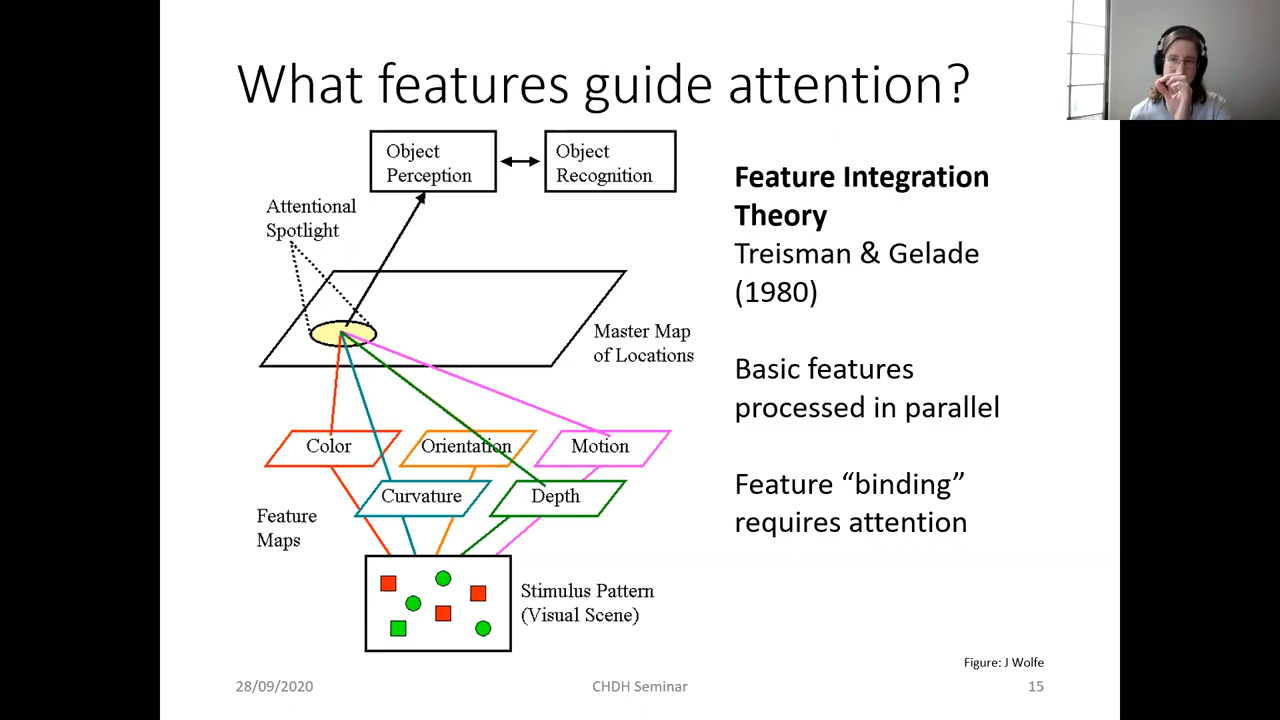 What features guide attention?
Object
Perception
Object
Recognition
Attentional
Spotlight
Master Map
of Locations
Color
Orientation
Motion
Curvature
Depth
Feature
Maps
Stimulus Pattern
(Visual Scene)
Feature Integration
Theory
Treisman & Gelade
(1980)
Basic features
processed in parallel
Feature “binding”
requires attention
Figure: J Wolfe
28/09/2020
CHDH Seminar
15